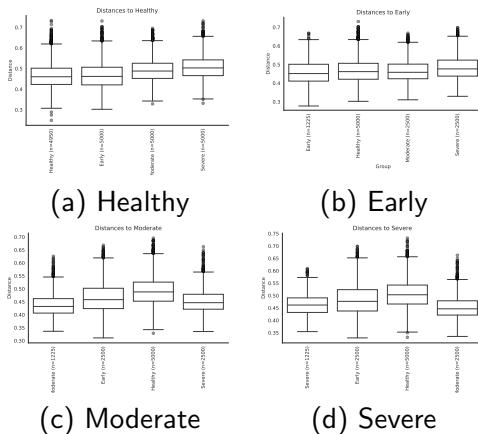 Distances to Healthy
Distance
0.7
0.6
0.5
0.4
0.3
Healthy (n=4950)
Early (n=5000)
Moderate (n=5000)
Severe (n=5000)
(a) Healthy
Distances to Early
Distance
0.7
0.6
0.5
0.4
0.3
Early (n=1225)
Healthy (n=5000)
Moderate (n=2500)
Severe (n=2500)
Group
(b) Early
Distances to Moderate
Distance
0.70
0.65
0.60
0.55
0.50
0.45
0.40
0.35
0.30
Moderate (n=1225)
Early (n=2500)
Healthy (n=5000)
Severe (n=2500)
(c) Moderate
Distances to Severe
Distance
0.75
0.70
0.65
0.60
0.55
0.50
0.45
0.40
0.35
Severe (n=1225)
Early (n=2500)
Healthy (n=5000)
Moderate (n=2500)
(d) Severe